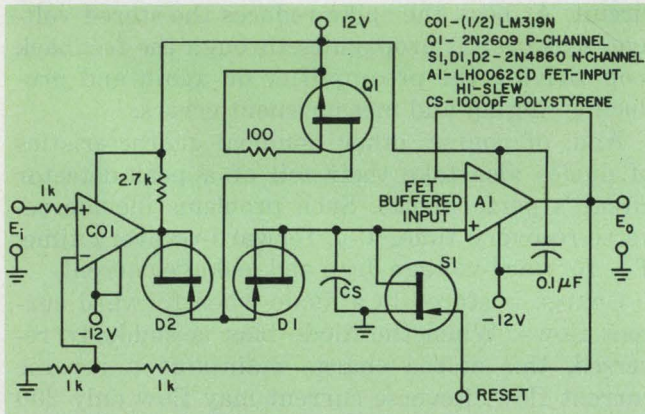 12V
CO1-(1/2) LM319N
Q1- 2N2609 P-CHANNEL
S1,D1,D2- 2N4860 N-CHANNEL
A1- LH0062CD FET-INPUT
HI-SLEW
CS-1000pF POLYSTYRENE
Q1
100
2.7k
1k
+
CO1
-
Ei
-12V
D2
D1
FET
BUFFERED
INPUT
-
A1
+
Eo
CS
S1
0.1µF
-12V
1k
1k
RESET